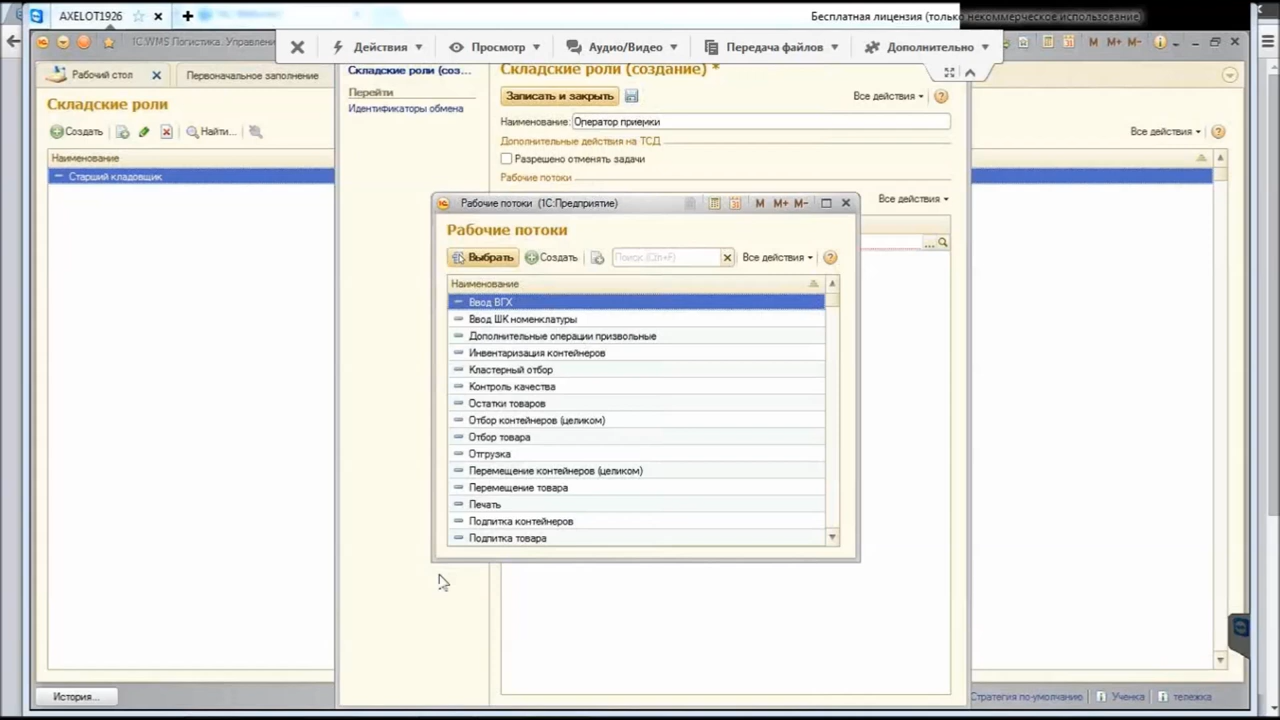 AXELOT1926
Бесплатная лицензия (только некоммерческое использование)
1С:WMS Логистика. Управлени
Действия
Просмотр
Аудио/Видео
Передача файлов
Дополнительно
M M+ M-
Рабочий стол
Первоначальное заполнение
Складские роли
Создать
Найти...
Все действия
Наименование
Старший кладовщик
Складские роли (соз...
Перейти
Идентификаторы обмена
Складские роли (создание) *
Записать и закрыть
Все действия
Наименование: Оператор приемки
Дополнительные действия на ТСД
Разрешено отменять задачи
Рабочие потоки
Все действия
Рабочие потоки (1С:Предприятие)
M M+ M-
Рабочие потоки
Выбрать
Создать
Поиск (Ctrl+F)
Все действия
Наименование
Ввод ВГХ
Ввод ШК номенклатуры
Дополнительные операции призвольные
Инвентаризация контейнеров
Кластерный отбор
Контроль качества
Остатки товаров
Отбор контейнеров (целиком)
Отбор товара
Отгрузка
Перемещение контейнеров (целиком)
Перемещение товара
Печать
Подпитка контейнеров
Подпитка товара
История...
Стратегия по-умолчанию
Ученка
тележка